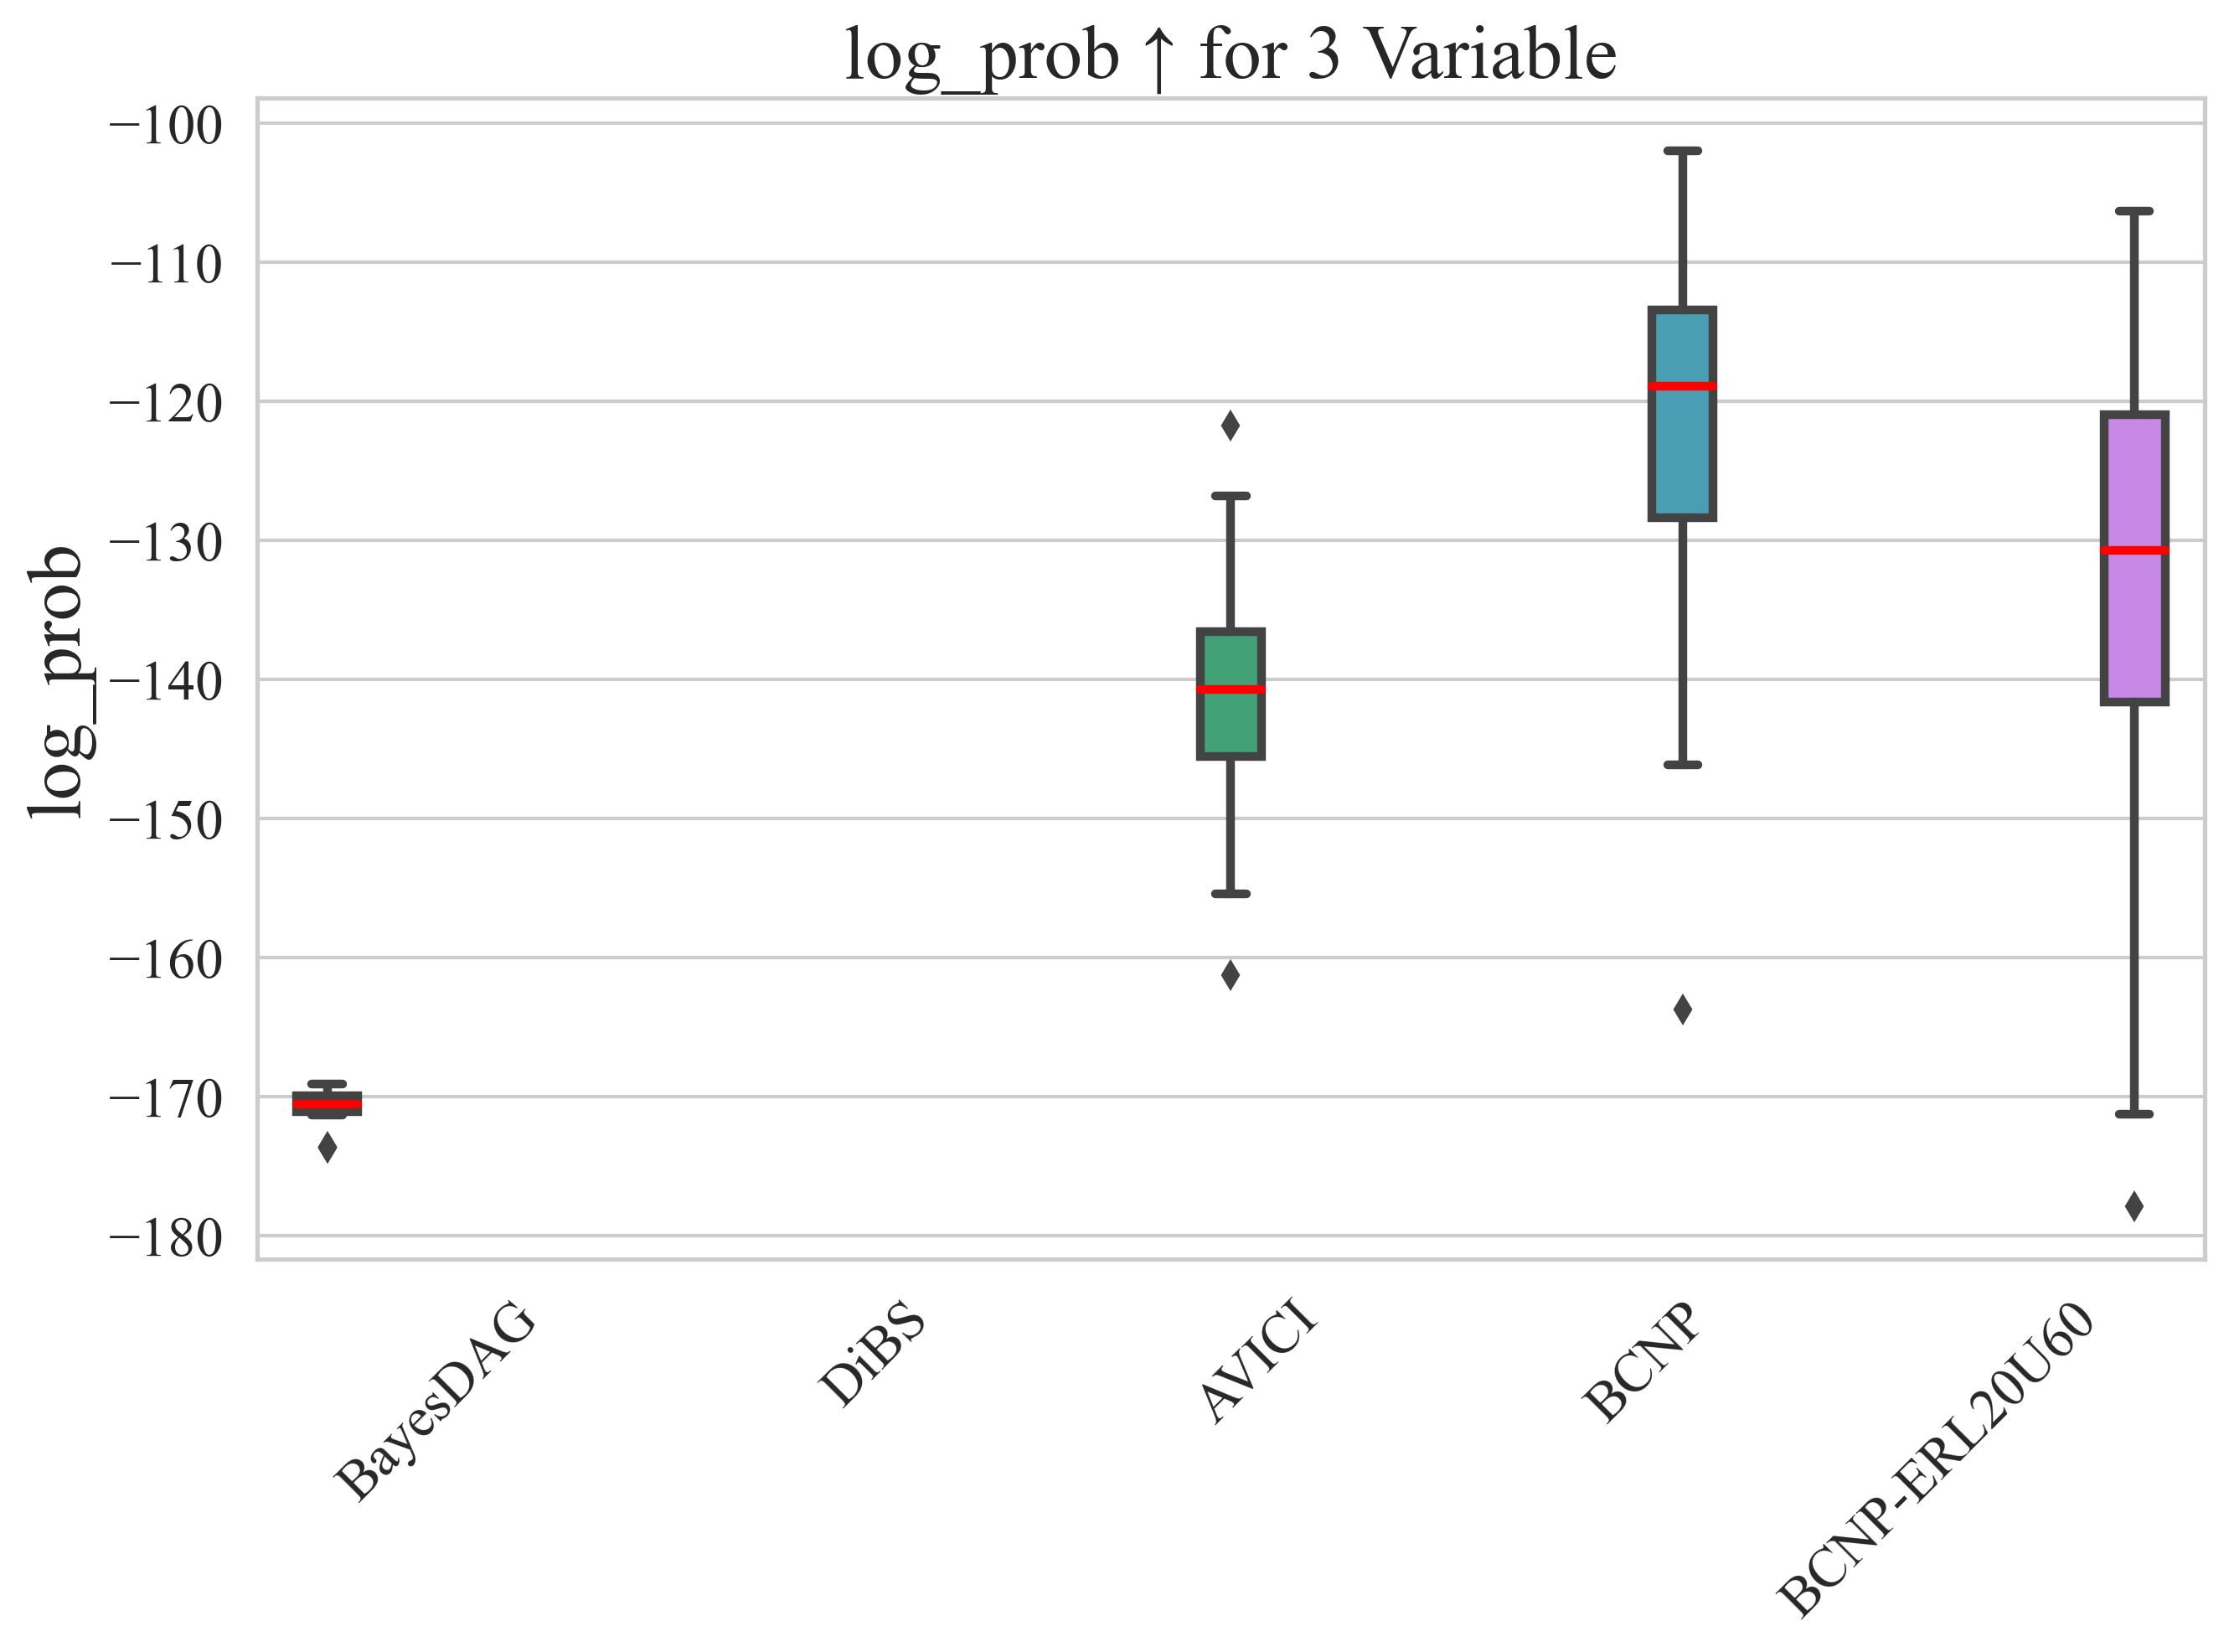 log_prob ↑ for 3 Variable
log_prob
−100
−110
−120
−130
−140
−150
−160
−170
−180
BayesDAG
DiBS
AVICI
BCNP
BCNP-ERL20U60